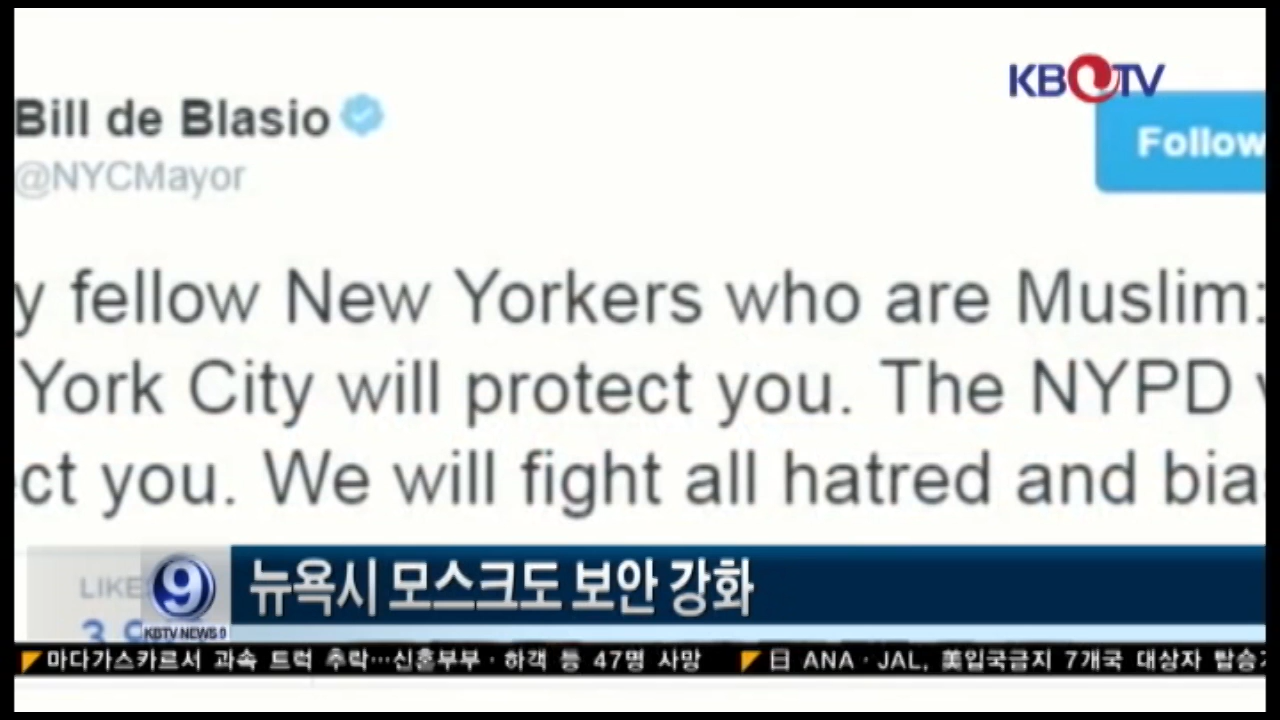 KBTV
Bill de Blasio
@NYCMayor
Follow
y fellow New Yorkers who are Muslim:
York City will protect you. The NYPD
ct you. We will fight all hatred and bia
LIKE
9 뉴욕시 모스크도 보안 강화
KBTV NEWS 9
마다가스카르서 과속 트럭 추락…신혼부부·하객 등 47명 사망 日 ANA·JAL, 美입국금지 7개국 대상자 탑승